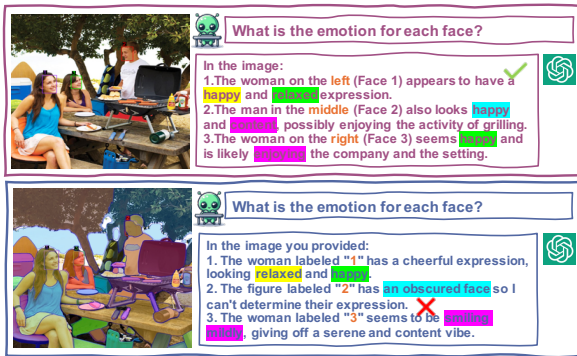 What is the emotion for each face?
In the image:
1.The woman on the left (Face 1) appears to have a
happy and relaxed expression.
2.The man in the middle (Face 2) also looks happy
and , possibly enjoying the activity of grilling.
3.The woman on the right (Face 3) seems happy and
is likely enjoying the company and the setting.
What is the emotion for each face?
In the image you provided:
1. The woman labeled "1" has a cheerful expression,
looking relaxed and happy.
2. The figure labeled "2" has an obscured face so I
can't determine their expression.
3. The woman labeled "3" seems to be smiling
mildly, giving off a serene and content vibe.